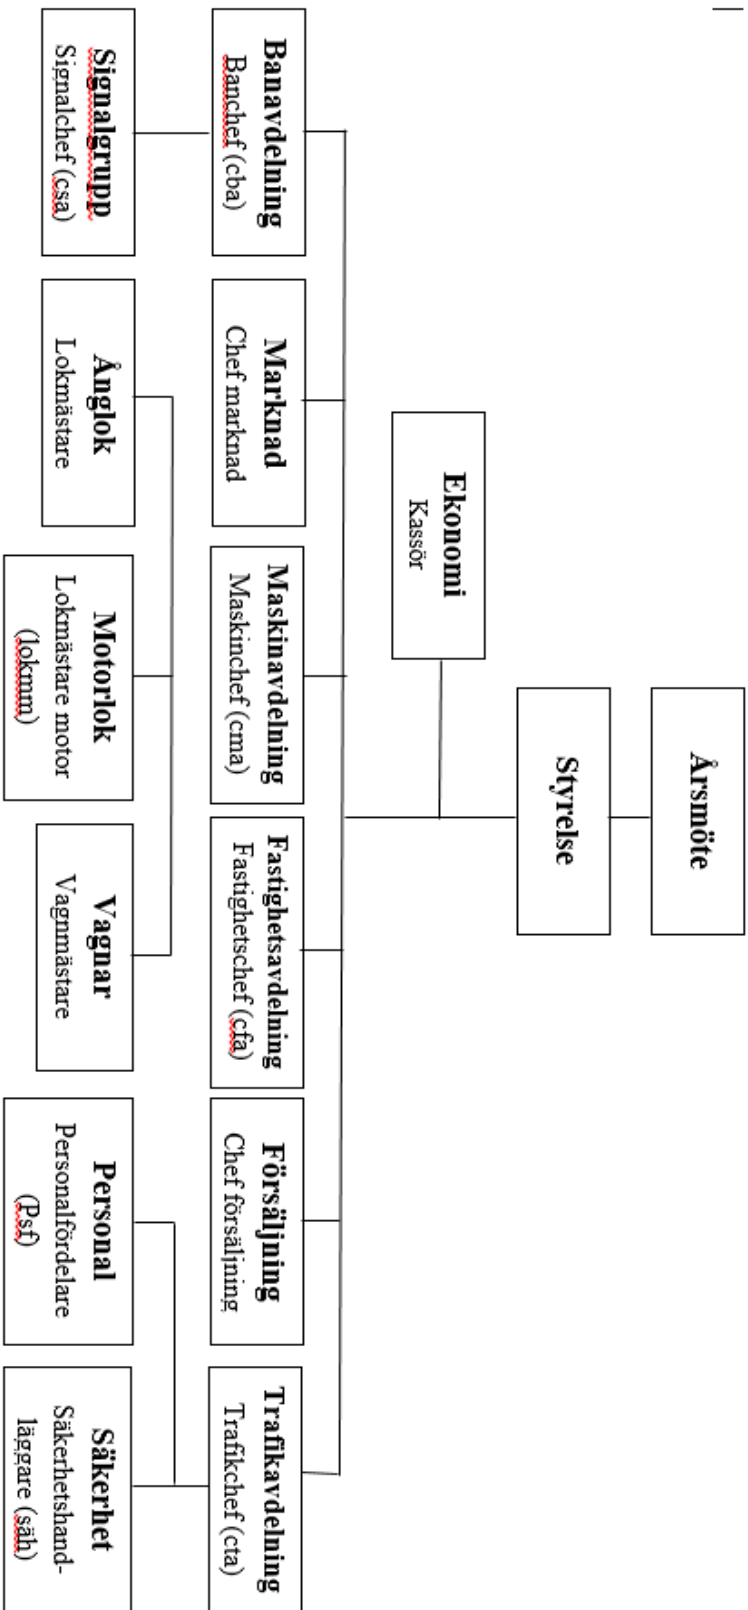 Årsmöte
Styrelse
Ekonomi
Kassör
Banavdelning
Banchef (cba)
Marknad
Chef marknad
Maskinavdelning
Maskinchef (cma)
Fastighetsavdelning
Fastighetschef (cfa)
Försäljning
Chef försäljning
Trafikavdelning
Trafikchef (cta)
Signalgrupp
Signalchef (csa)
Ånglok
Lokmästare
Motorlok
Lokmästare motor
(lokmm)
Vagnar
Vagnmästare
Personal
Personalfördelare
(Psf)
Säkerhet
Säkerhetshand-
läggare (säh)